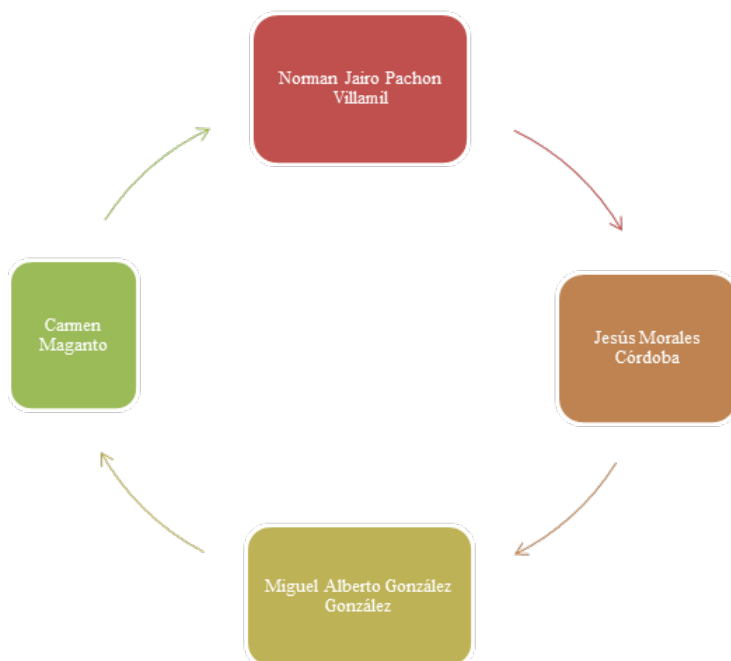 Norman Jairo Pachon
Villamil
Jesús Morales
Córdoba
Miguel Alberto González
González
Carmen
Maganto